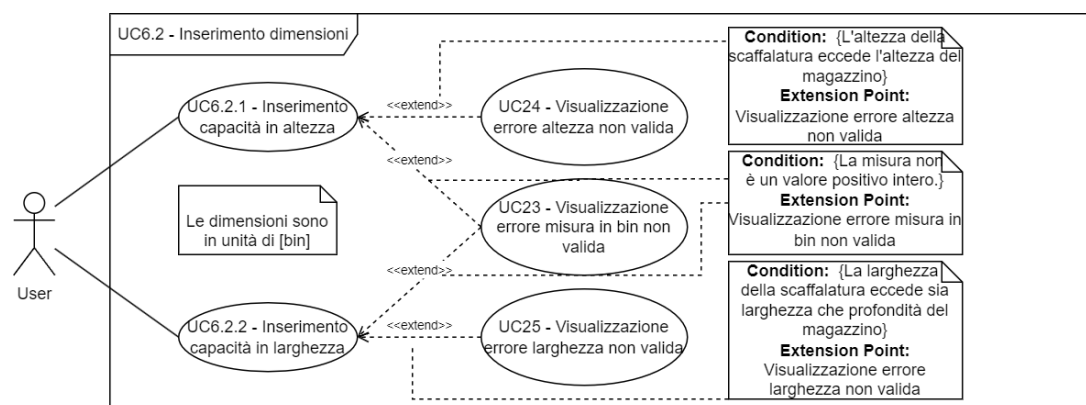 UC6.2 - Inserimento dimensioni
Condition: {L'altezza della
scaffalatura eccede l'altezza del
magazzino}
Extension Point:
Visualizzazione errore altezza
non valida
UC6.2.1 - Inserimento
capacità in altezza
<<extend>>
UC24 - Visualizzazione
errore altezza non valida
<<extend>>
Condition: {La misura non
è un valore positivo intero.}
Extension Point:
Visualizzazione errore misura in
bin non valida
Le dimensioni sono
in unità di [bin]
UC23 - Visualizzazione
errore misura in bin non
valida
User
<<extend>>
Condition: {La larghezza
della scaffalatura eccede sia
larghezza che profondità del
magazzino}
Extension Point:
Visualizzazione errore
larghezza non valida
UC6.2.2 - Inserimento
capacità in larghezza
<<extend>>
UC25 - Visualizzazione
errore larghezza non valida